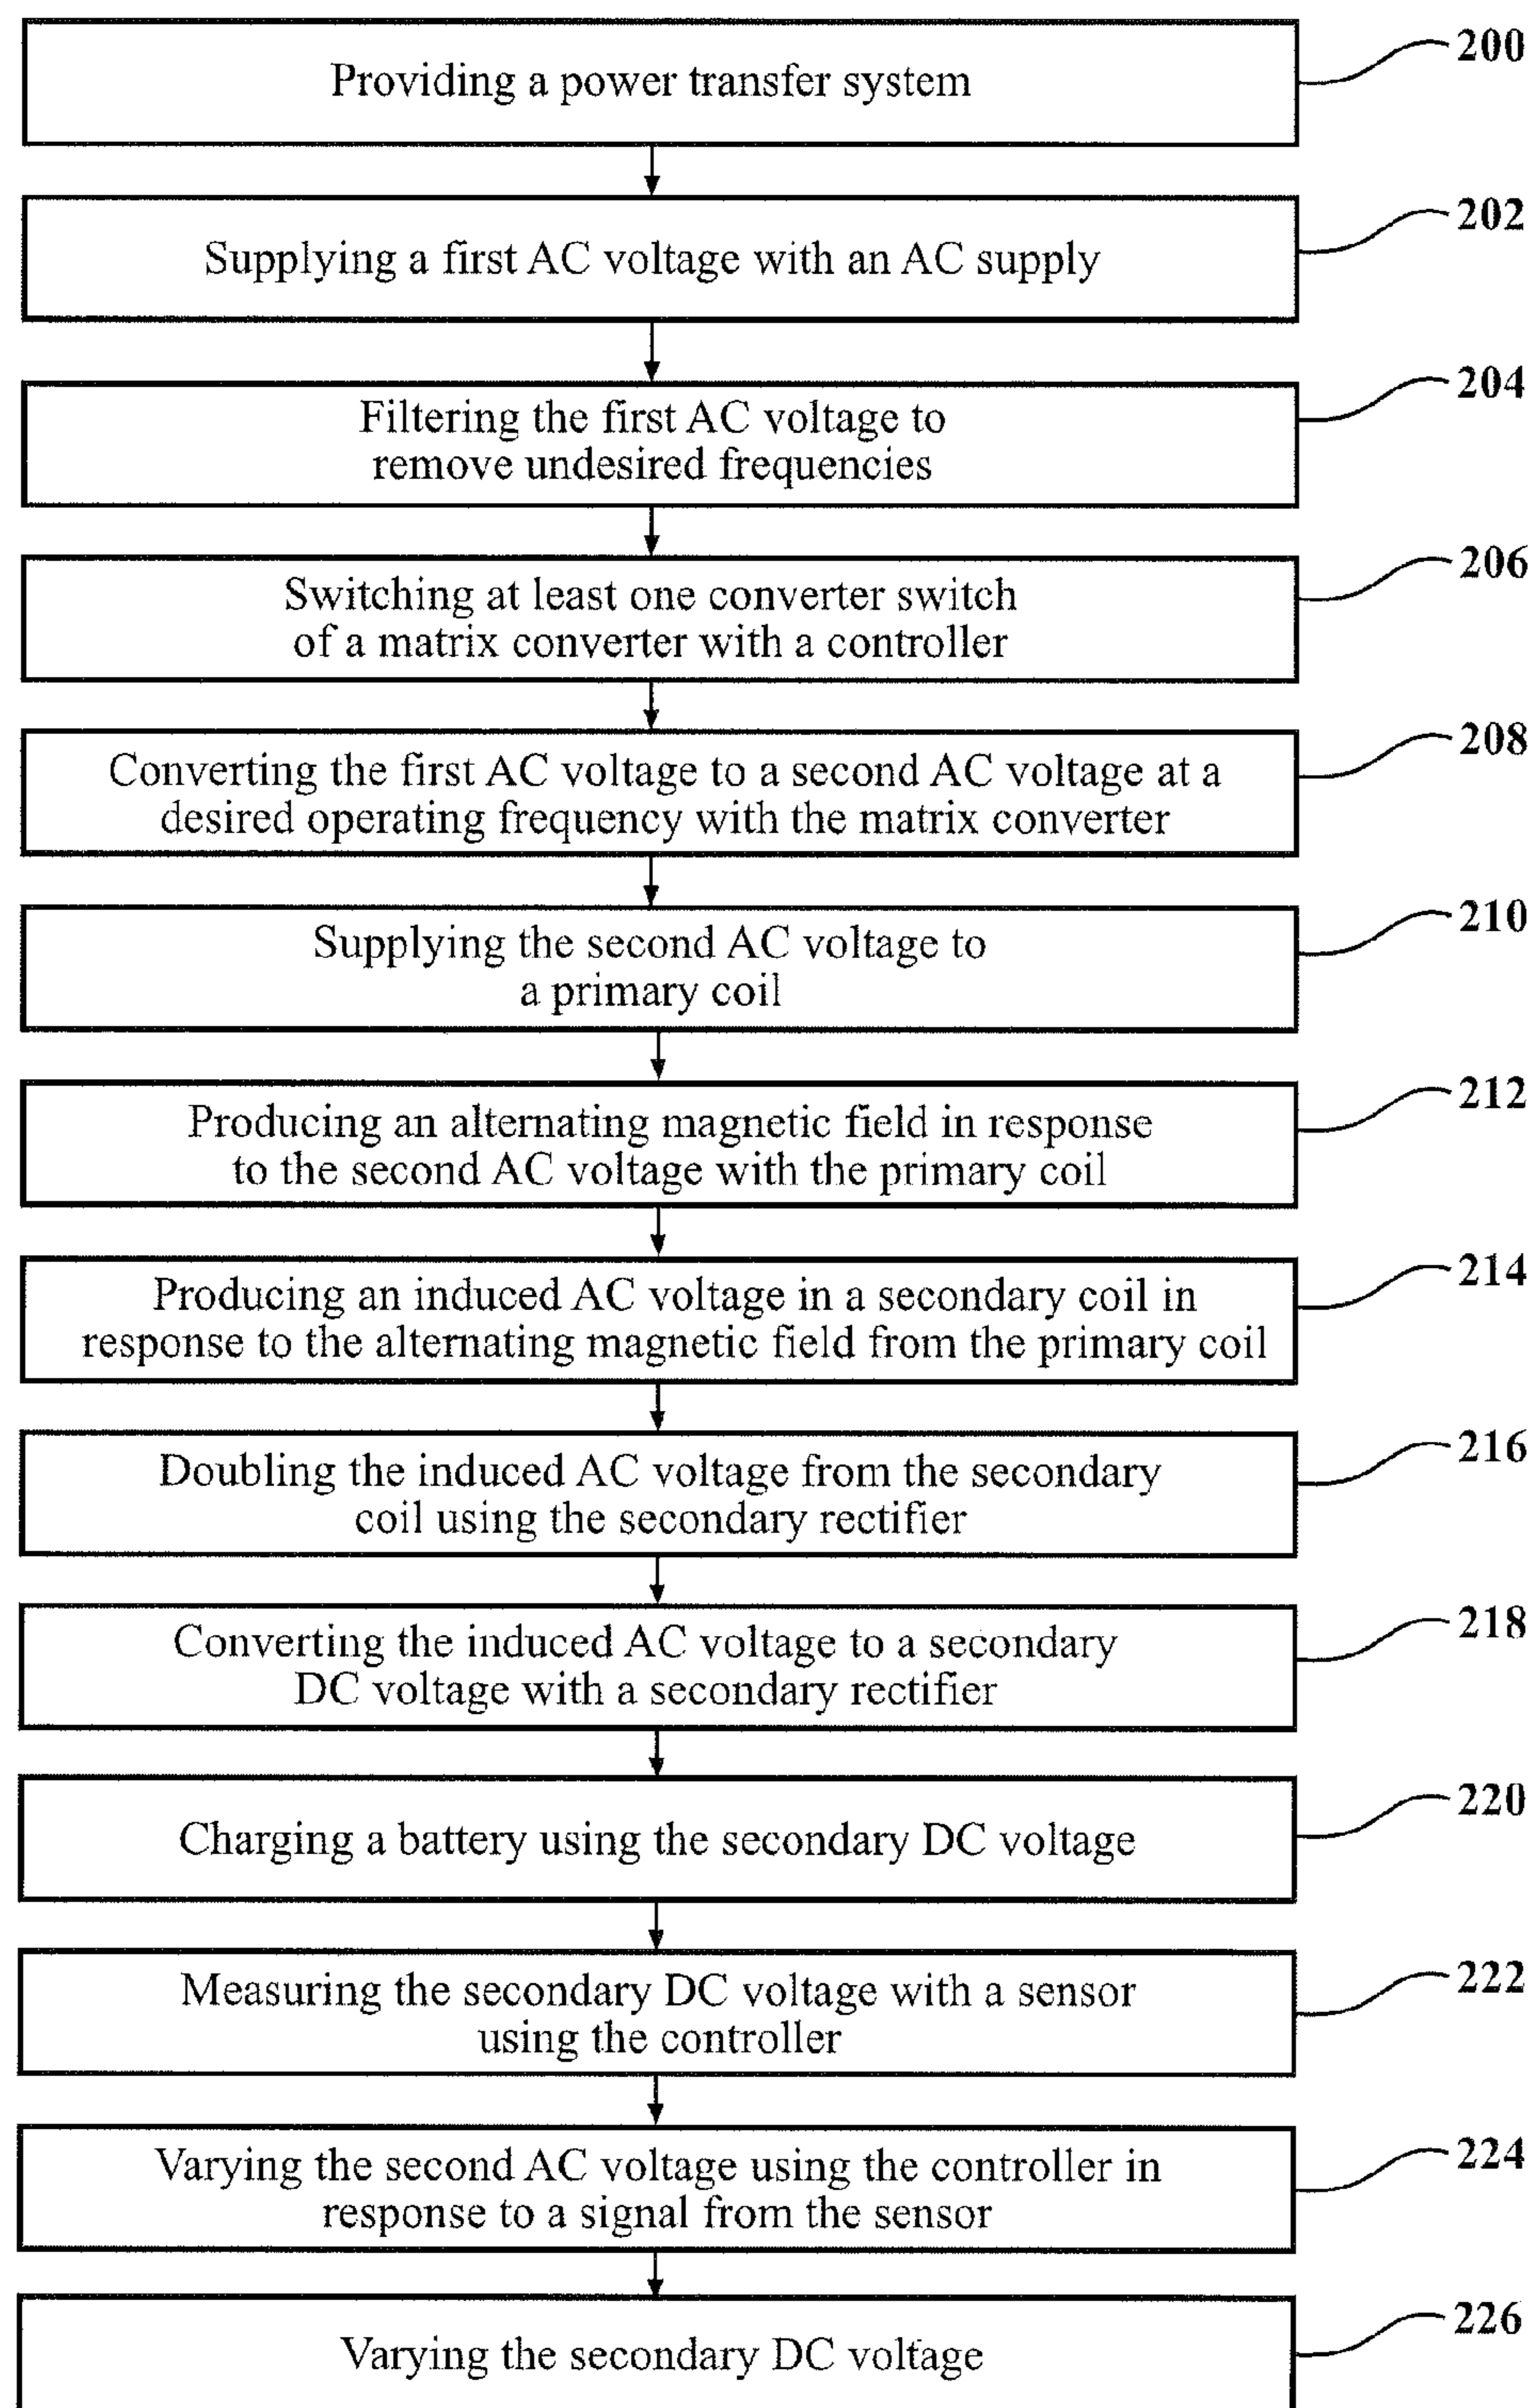 Providing a power transfer system
200
Supplying a first AC voltage with an AC supply
202
Filtering the first AC voltage to
remove undesired frequencies
204
Switching at least one converter switch
of a matrix converter with a controller
206
Converting the first AC voltage to a second AC voltage at a
desired operating frequency with the matrix converter
208
Supplying the second AC voltage to
a primary coil
210
Producing an alternating magnetic field in response
to the second AC voltage with the primary coil
212
Producing an induced AC voltage in a secondary coil in
response to the alternating magnetic field from the primary coil
214
Doubling the induced AC voltage from the secondary
coil using the secondary rectifier
216
Converting the induced AC voltage to a secondary
DC voltage with a secondary rectifier
218
Charging a battery using the secondary DC voltage
220
Measuring the secondary DC voltage with a sensor
using the controller
222
Varying the second AC voltage using the controller in
response to a signal from the sensor
224
Varying the secondary DC voltage
226